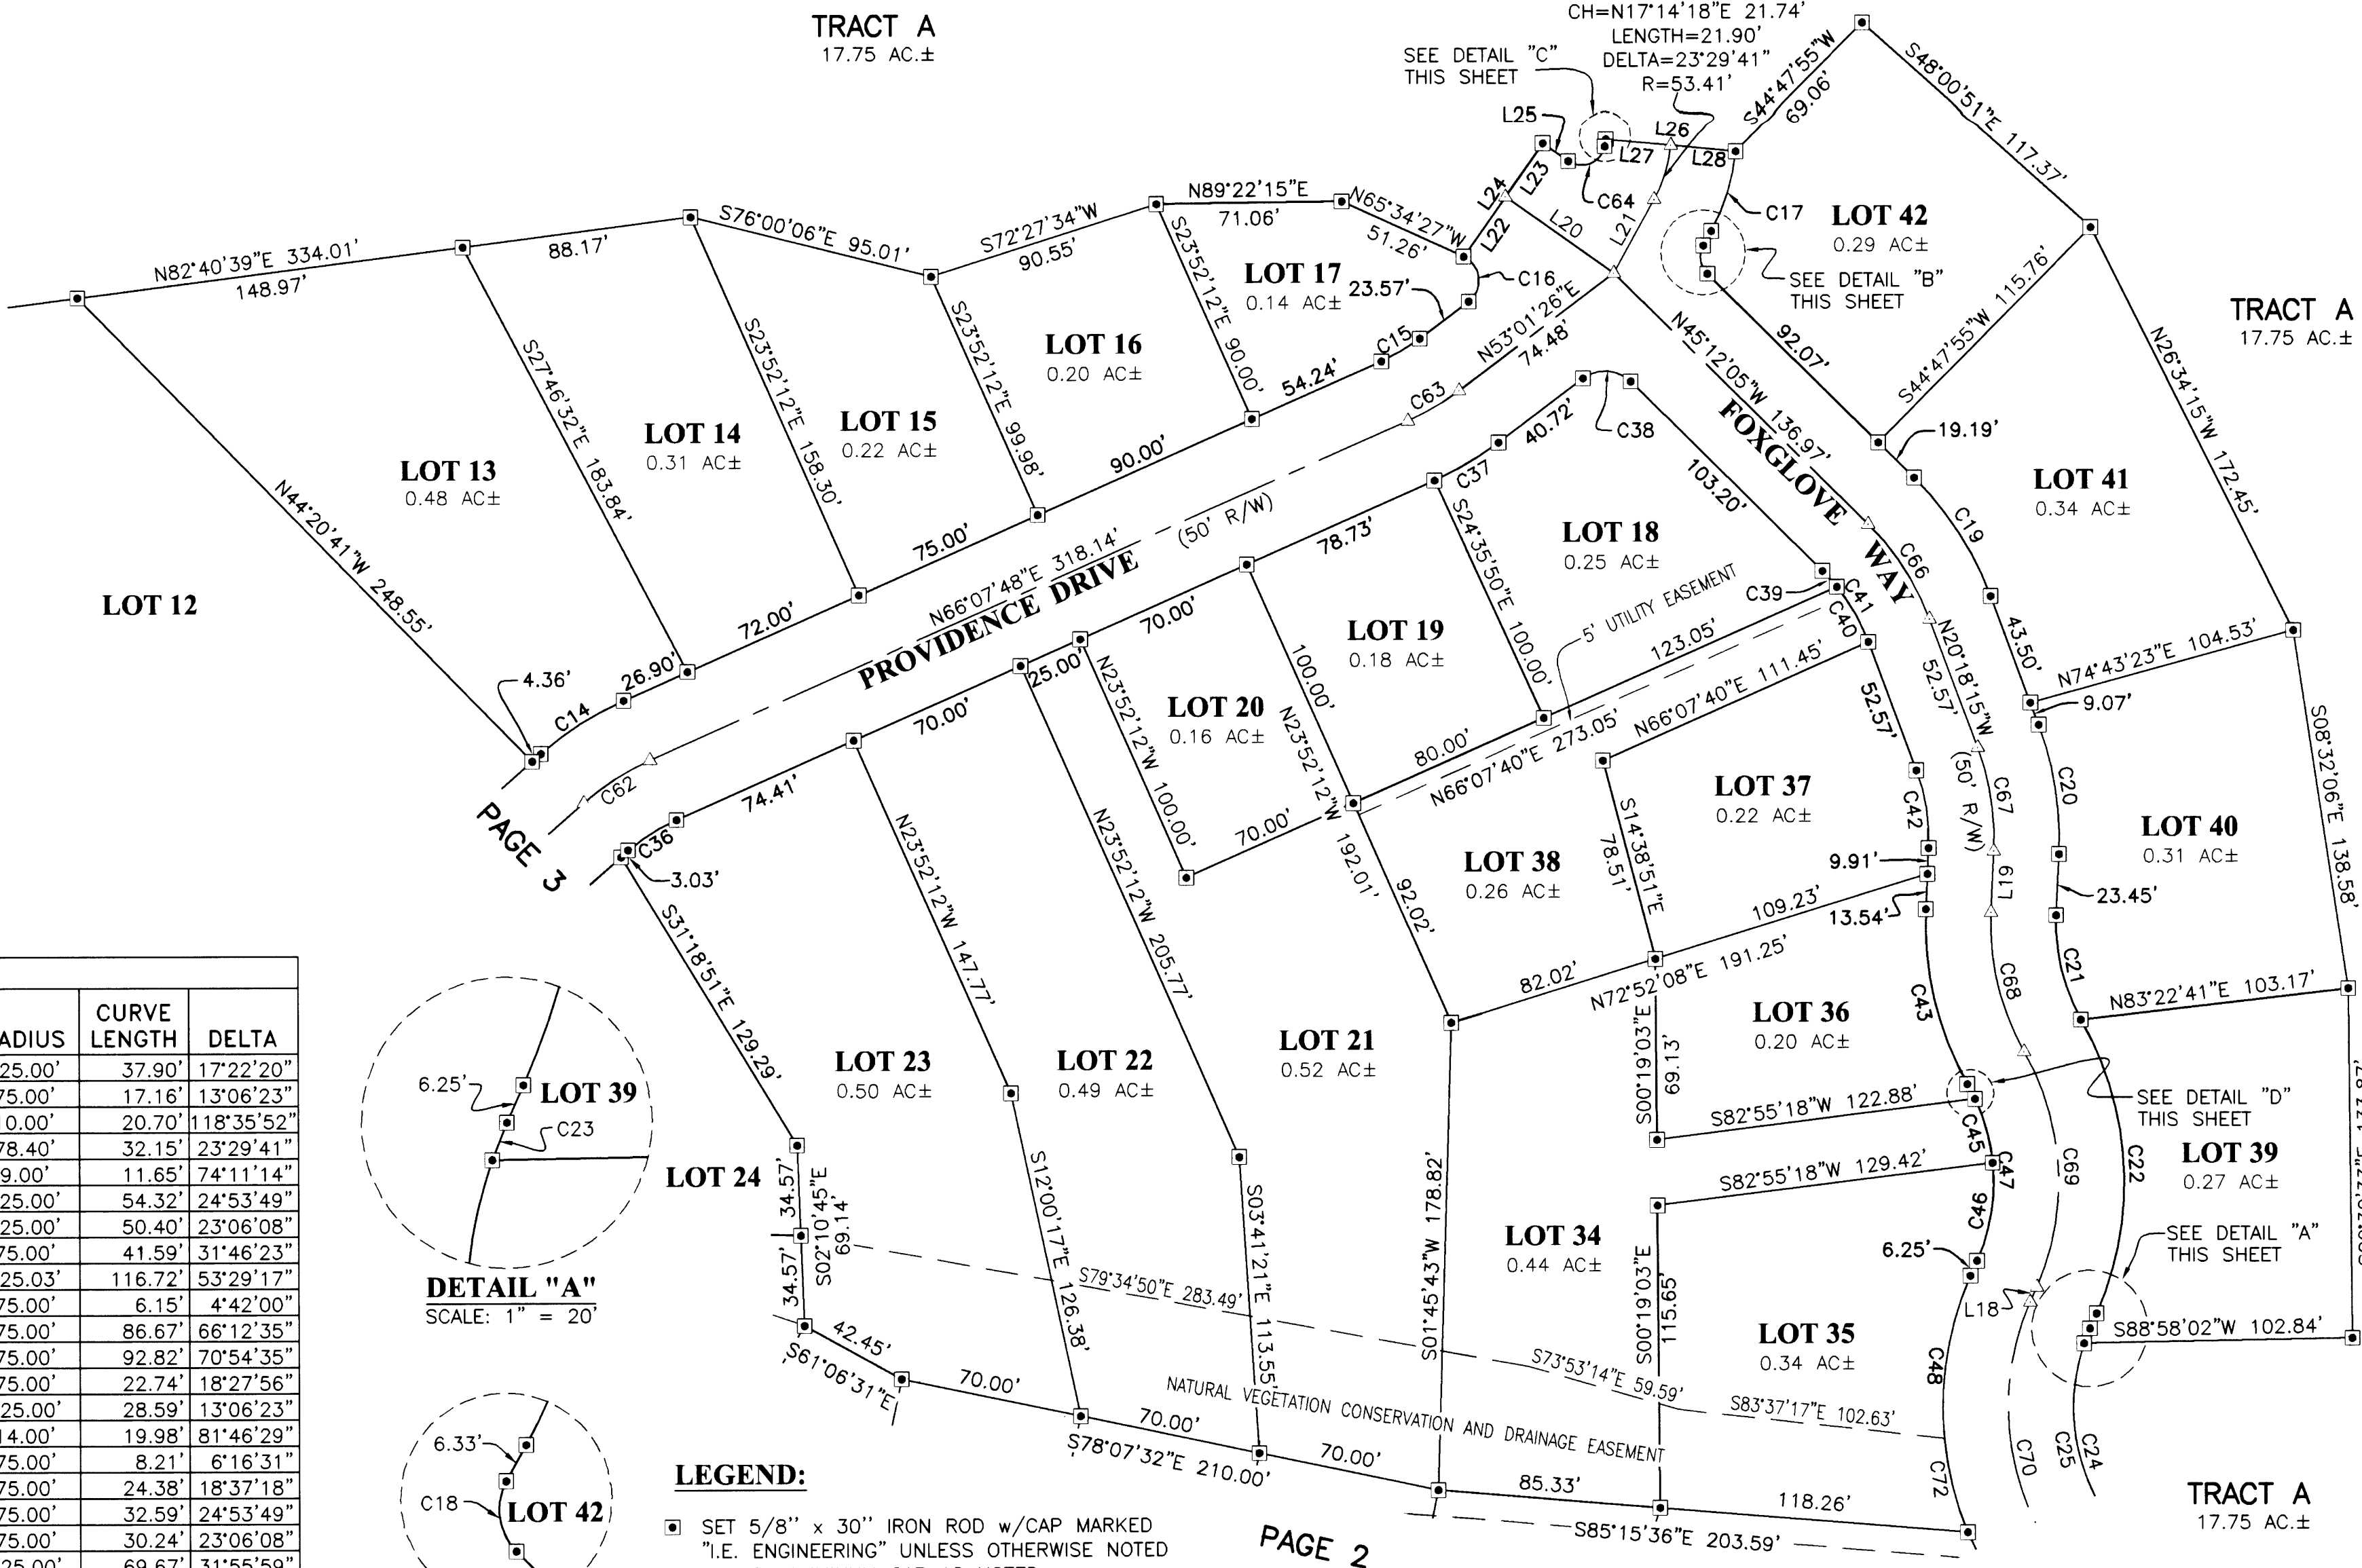 TRACT A
17.75 AC.±
CH=N17°14'18"E 21.74'
LENGTH=21.90'
DELTA=23°29'41"
R=53.41'
SEE DETAIL "C"
THIS SHEET
S44°47'55"W
69.06'
S48°00'51"E 117.37'
L25
L26
L27
L28
L23
L24
C64
C17
L20
L21
L22
LOT 42
0.29 AC±
SEE DETAIL "B"
THIS SHEET
TRACT A
17.75 AC.±
N82°40'39"E 334.01'
148.97'
88.17'
S76°00'06"E 95.01'
S72°27'34"W
90.55'
N89°22'15"E
71.06'
N65°34'27"W
51.26'
LOT 17
0.14 AC±
23.57'
C16
C15
S23°52'12"E 90.00'
LOT 16
0.20 AC±
54.24'
N53°01'26"E
74.48'
C63
LOT 15
0.22 AC±
S23°52'12"E 99.98'
90.00'
LOT 14
0.31 AC±
S23°52'12"E 158.30'
75.00'
LOT 13
0.48 AC±
S27°46'32"E 183.84'
N44°20'41"W 248.55'
72.00'
LOT 12
4.36'
C14
26.90'
N66°07'48"E 318.14'
PROVIDENCE DRIVE
(50' R/W)
C62
PAGE 3
40.72'
C38
C37
103.20'
N45°12'05"W 136.97'
FOXGLOVE WAY
92.07'
S44°47'55"W 115.76'
N26°34'15"W 172.45'
19.19'
LOT 41
0.34 AC±
C19
C66
43.50'
N74°43'23"E 104.53'
9.07'
LOT 18
0.25 AC±
S24°35'50"E 100.00'
C39
C41
C40
5' UTILITY EASEMENT
123.05'
N66°07'40"E 111.45'
78.73'
LOT 19
0.18 AC±
100.00'
70.00'
25.00'
80.00'
N66°07'40"E 273.05'
LOT 20
0.16 AC±
N23°52'12"W 100.00'
70.00'
N23°52'12"W 192.01'
92.02'
52.57'
N20°18'15"W
52.57'
(50' R/W)
C67
C20
C42
LOT 37
0.22 AC±
S14°38'51"E
78.51'
9.91'
109.23'
13.54'
L19
23.45'
LOT 40
0.31 AC±
S08°32'06"E 138.58'
LOT 38
0.26 AC±
82.02'
N72°52'08"E 191.25'
C43
C68
C21
N83°22'41"E 103.17'
70.00'
74.41'
C36
3.03'
S31°18'51"E 129.29'
N23°52'12"W 147.77'
N23°52'12"W 205.77'
LOT 23
0.50 AC±
LOT 22
0.49 AC±
LOT 21
0.52 AC±
S01°45'43"W 178.82'
LOT 36
0.20 AC±
S00°19'03"E
69.13'
S82°55'18"W 122.88'
SEE DETAIL "D"
THIS SHEET
S82°55'18"W 129.42'
C45
C47
C46
C69
C22
LOT 39
0.27 AC±
SEE DETAIL "A"
THIS SHEET
6.25'
L18
S88°58'02"W 102.84'
LOT 24
34.57'
34.57'
S02°10'45"E
69.14'
S12°00'17"E 126.38'
S03°41'21"E 113.55'
LOT 34
0.44 AC±
S00°19'03"E
115.65'
LOT 35
0.34 AC±
C48
C72
C70
C25
C24
S79°34'50"E 283.49'
S73°53'14"E 59.59'
S83°37'17"E 102.63'
NATURAL VEGETATION CONSERVATION AND DRAINAGE EASEMENT
42.45'
S61°06'31"E
70.00'
70.00'
70.00'
S78°07'32"E 210.00'
85.33'
118.26'
S85°15'36"E 203.59'
PAGE 2
TRACT A
17.75 AC.±
ADIUS CURVE LENGTH DELTA
25.00' 37.90' 17°22'20"
75.00' 17.16' 13°06'23"
10.00' 20.70' 118°35'52"
78.40' 32.15' 23°29'41"
9.00' 11.65' 74°11'14"
25.00' 54.32' 24°53'49"
25.00' 50.40' 23°06'08"
75.00' 41.59' 31°46'23"
25.03' 116.72' 53°29'17"
75.00' 6.15' 4°42'00"
75.00' 86.67' 66°12'35"
75.00' 92.82' 70°54'35"
75.00' 22.74' 18°27'56"
25.00' 28.59' 13°06'23"
14.00' 19.98' 81°46'29"
75.00' 8.21' 6°16'31"
75.00' 24.38' 18°37'18"
75.00' 32.59' 24°53'49"
75.00' 30.24' 23°06'08"
25.00' 69.67' 31°55'59"
6.25'
LOT 39
C23
DETAIL "A"
SCALE: 1" = 20'
6.33'
C18
LOT 42
LEGEND:
SET 5/8'' x 30'' IRON ROD w/CAP MARKED
"I.E. ENGINEERING" UNLESS OTHERWISE NOTED